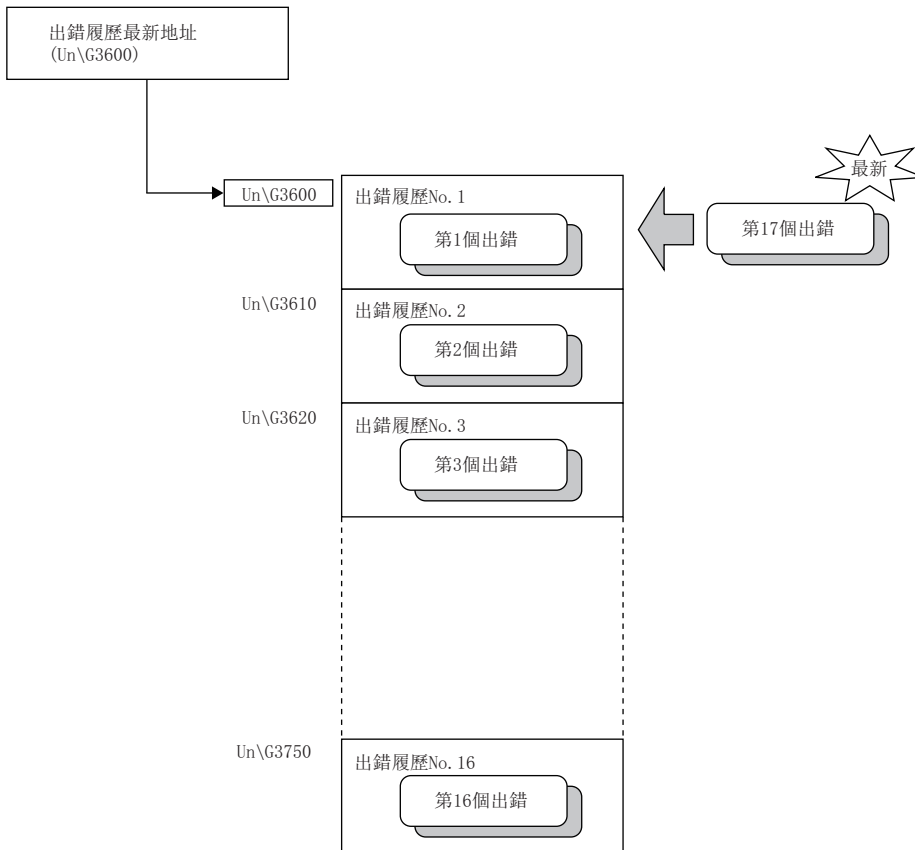 出錯履歷最新地址
(Un\G3600)
最新
Un\G3600
出錯履歷No. 1
第1個出錯
第17個出錯
Un\G3610
出錯履歷No. 2
第2個出錯
Un\G3620
出錯履歷No. 3
第3個出錯
Un\G3750
出錯履歷No. 16
第16個出錯